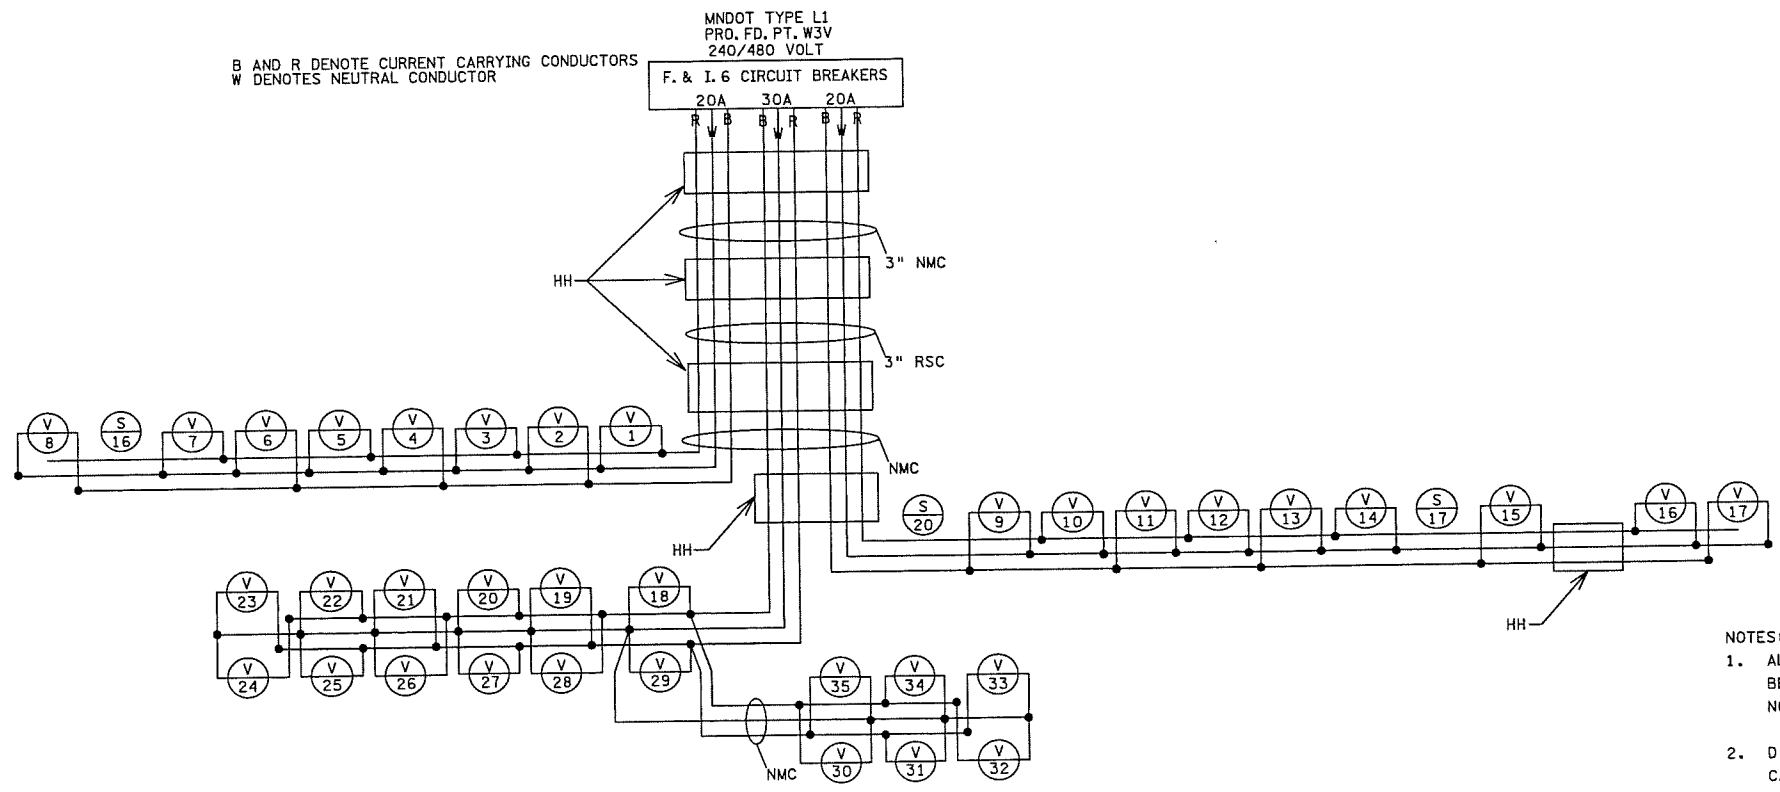 MNDOT TYPE L1
PRO. FD. PT. W3V
240/480 VOLT
B AND R DENOTE CURRENT CARRYING CONDUCTORS
W DENOTES NEUTRAL CONDUCTOR
F. & I. 6 CIRCUIT BREAKERS
20A 30A 20A
R W B B W R B W R
3" NMC
HH
3" RSC
V 8
S 16
V 7
V 6
V 5
V 4
V 3
V 2
V 1
NMC
HH
S 20
V 9
V 10
V 11
V 12
V 13
V 14
S 17
V 15
V 16
V 17
HH
V 23
V 22
V 21
V 20
V 19
V 18
V 24
V 25
V 26
V 27
V 28
V 29
V 35
V 34
V 33
V 30
V 31
V 32
NMC
NOTES:
1.
2.